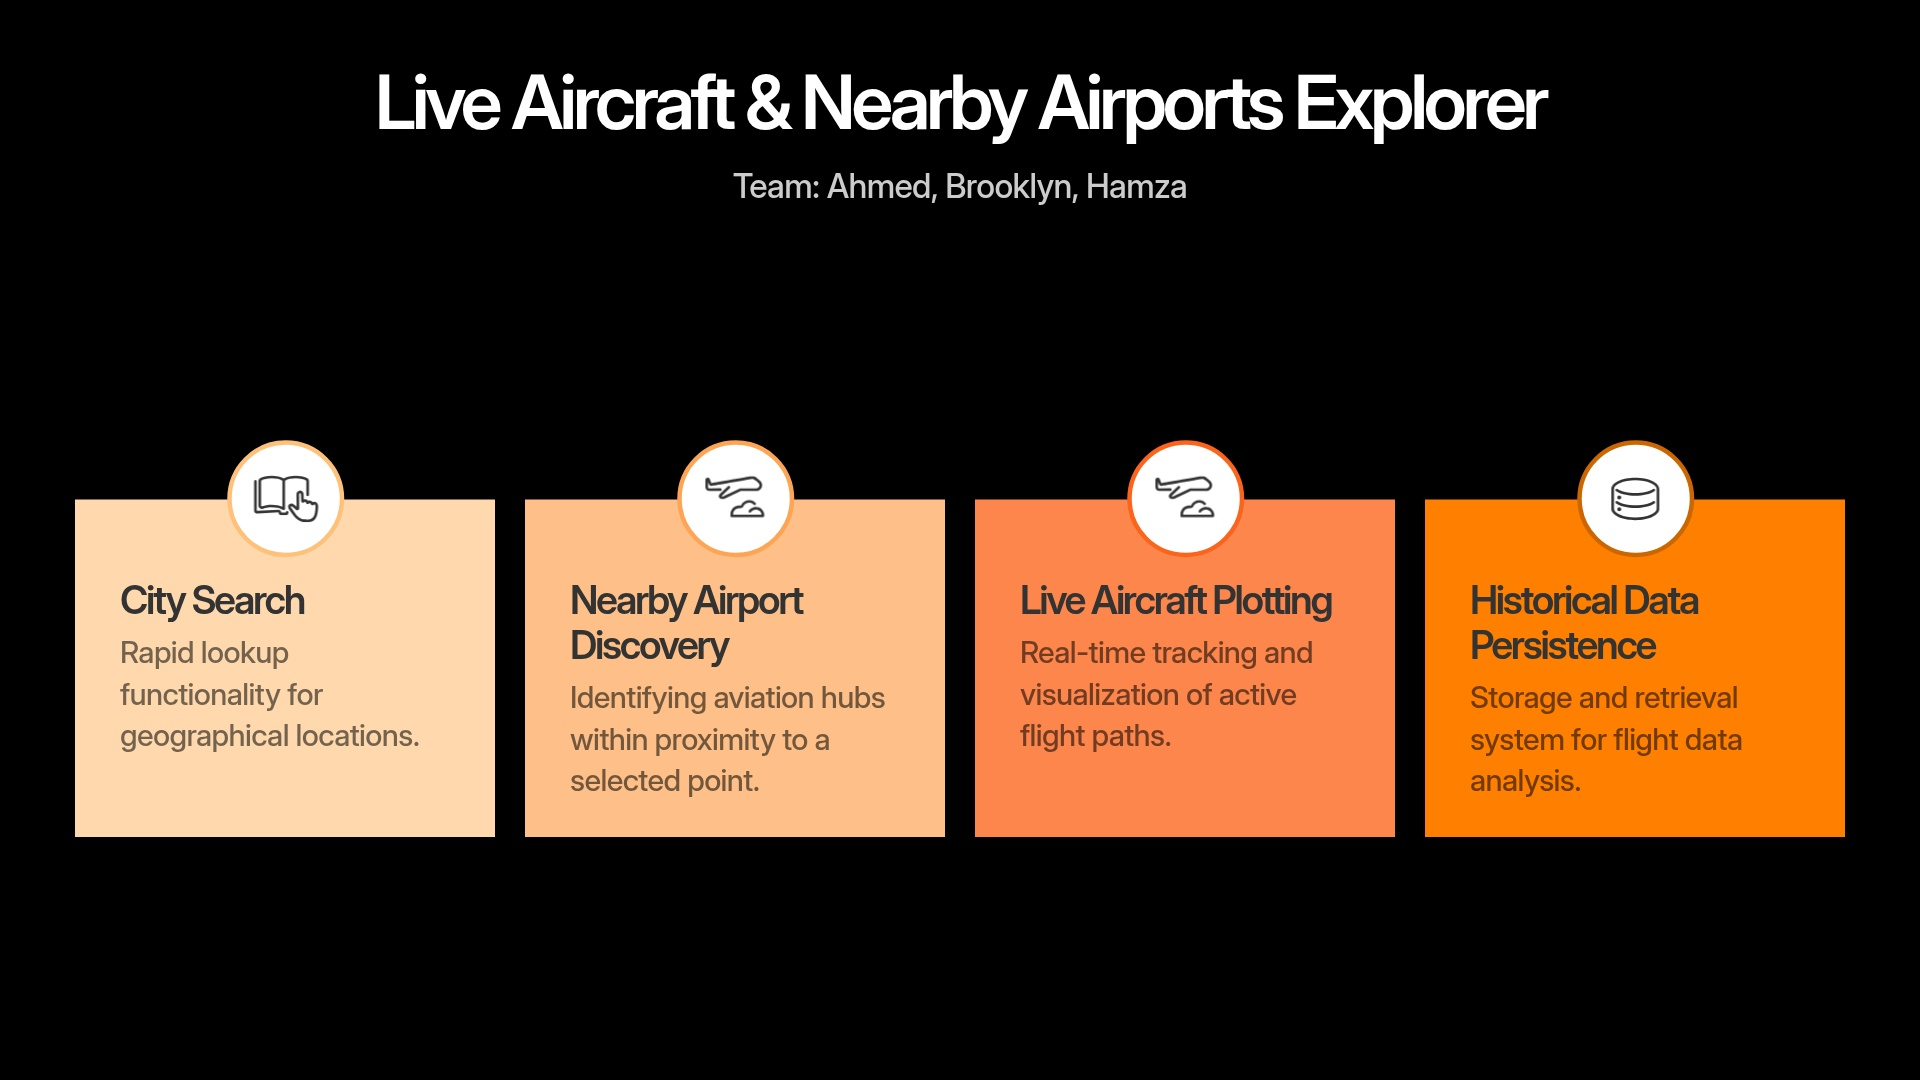 Live Aircraft & Nearby Airports Explorer
Team: Ahmed, Brooklyn, Hamza
City Search
Rapid lookup
functionality for
geographical locations.
Nearby Airport
Discovery
Identifying aviation hubs
within proximity to a
selected point.
Live Aircraft Plotting
Real-time tracking and
visualization of active
flight paths.
Historical Data
Persistence
Storage and retrieval
system for flight data
analysis.